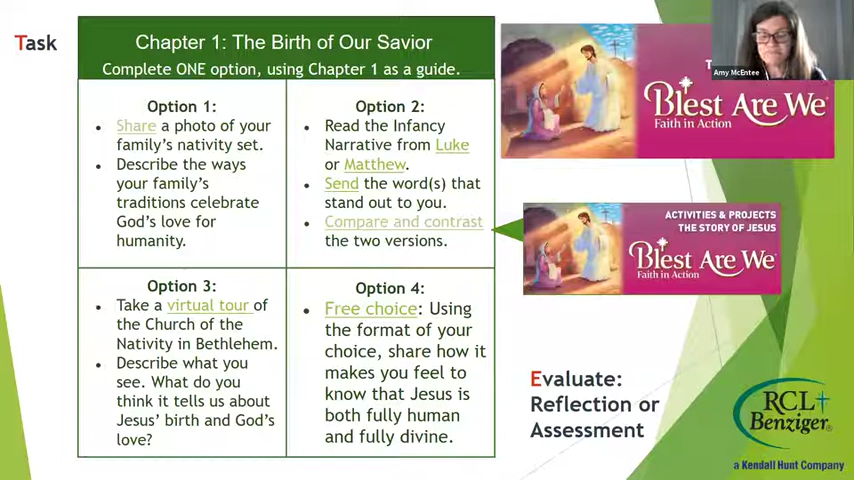 Task
Chapter 1: The Birth of Our Savior
Complete ONE option, using Chapter 1 as a guide.
Option 1:
• Share a photo of your
family's nativity set.
• Describe the ways
your family's
traditions celebrate
God's love for
humanity.
Option 2:
• Read the Infancy
Narrative from Luke
or Matthew.
• Send the word(s) that
stand out to you.
• Compare and contrast
the two versions.
Option 3:
• Take a virtual tour of
the Church of the
Nativity in Bethlehem.
• Describe what you
see. What do you
think it tells us about
Jesus' birth and God's
love?
Option 4:
• Free choice: Using
the format of your
choice, share how it
makes you feel to
know that Jesus is
both fully human
and fully divine.
Amy McEntee
Blest Are We®
Faith in Action
ACTIVITIES & PROJECTS
THE STORY OF JESUS
Blest Are We
Faith in Action
Evaluate:
Reflection or
Assessment
RCL
Benziger®
a Kendall Hunt Company